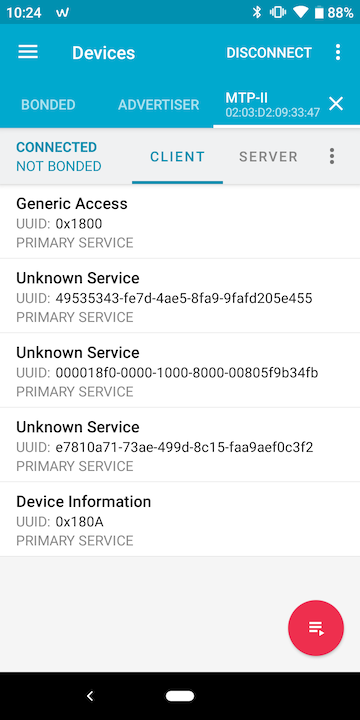 10:24 88%
Devices DISCONNECT
BONDED ADVERTISER MTP-II
02:03:D2:09:33:47
CONNECTED
NOT BONDED
CLIENT SERVER
Generic Access
UUID: 0x1800
PRIMARY SERVICE
Unknown Service
UUID: 49535343-fe7d-4ae5-8fa9-9fafd205e455
PRIMARY SERVICE
Unknown Service
UUID: 000018f0-0000-1000-8000-00805f9b34fb
PRIMARY SERVICE
Unknown Service
UUID: e7810a71-73ae-499d-8c15-faa9aef0c3f2
PRIMARY SERVICE
Device Information
UUID: 0x180A
PRIMARY SERVICE